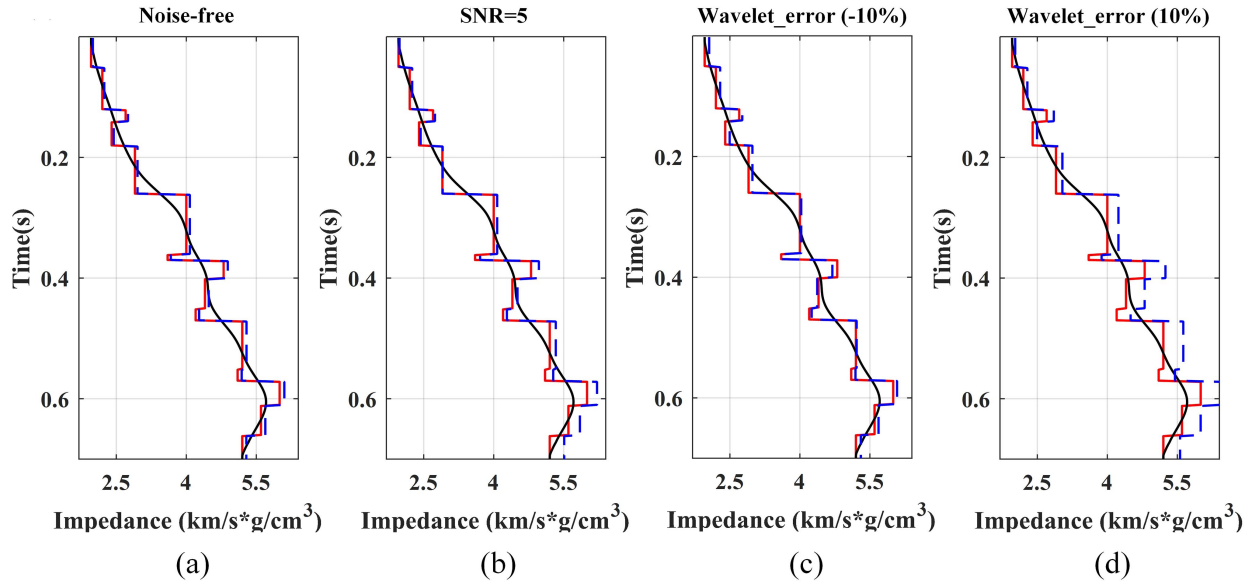 Noise-free
SNR=5
Wavelet_error (-10%)
Wavelet_error (10%)
Time(s)
0.2
0.4
0.6
2.5 4 5.5
Impedance (km/s*g/cm³)
(a)
Time(s)
0.2
0.4
0.6
2.5 4 5.5
Impedance (km/s*g/cm³)
(b)
Time(s)
0.2
0.4
0.6
2.5 4 5.5
Impedance (km/s*g/cm³)
(c)
Time(s)
0.2
0.4
0.6
2.5 4 5.5
Impedance (km/s*g/cm³)
(d)